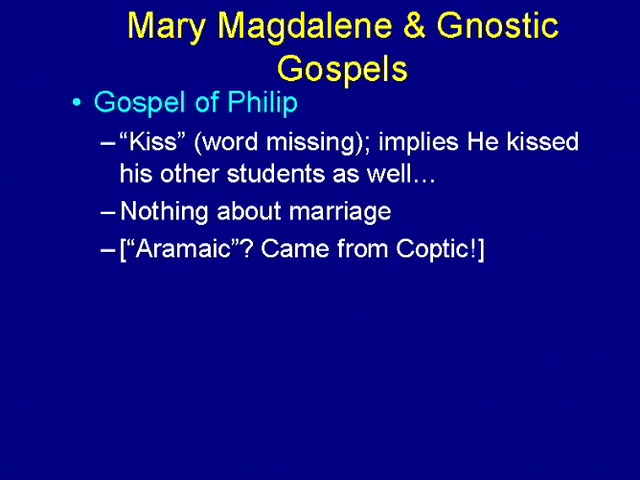 Mary Magdalene & Gnostic
Gospels
• Gospel of Philip
– “Kiss” (word missing); implies He kissed
his other students as well…
– Nothing about marriage
– [“Aramaic”? Came from Coptic!]